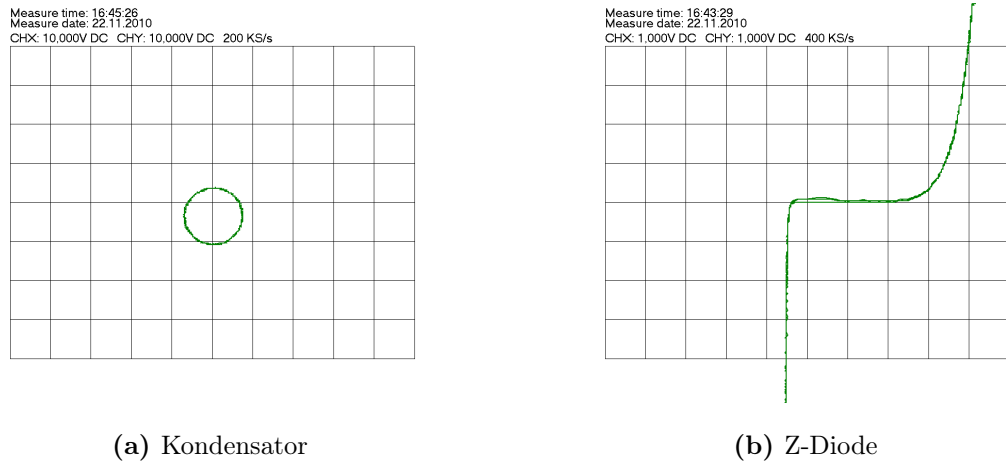 Measure time: 16:45:26
Measure date: 22.11.2010
CHX: 10,000V DC CHY: 10,000V DC 200 KS/s
(a) Kondensator
Measure time: 16:43:29
Measure date: 22.11.2010
CHX: 1,000V DC CHY: 1,000V DC 400 KS/s
(b) Z-Diode